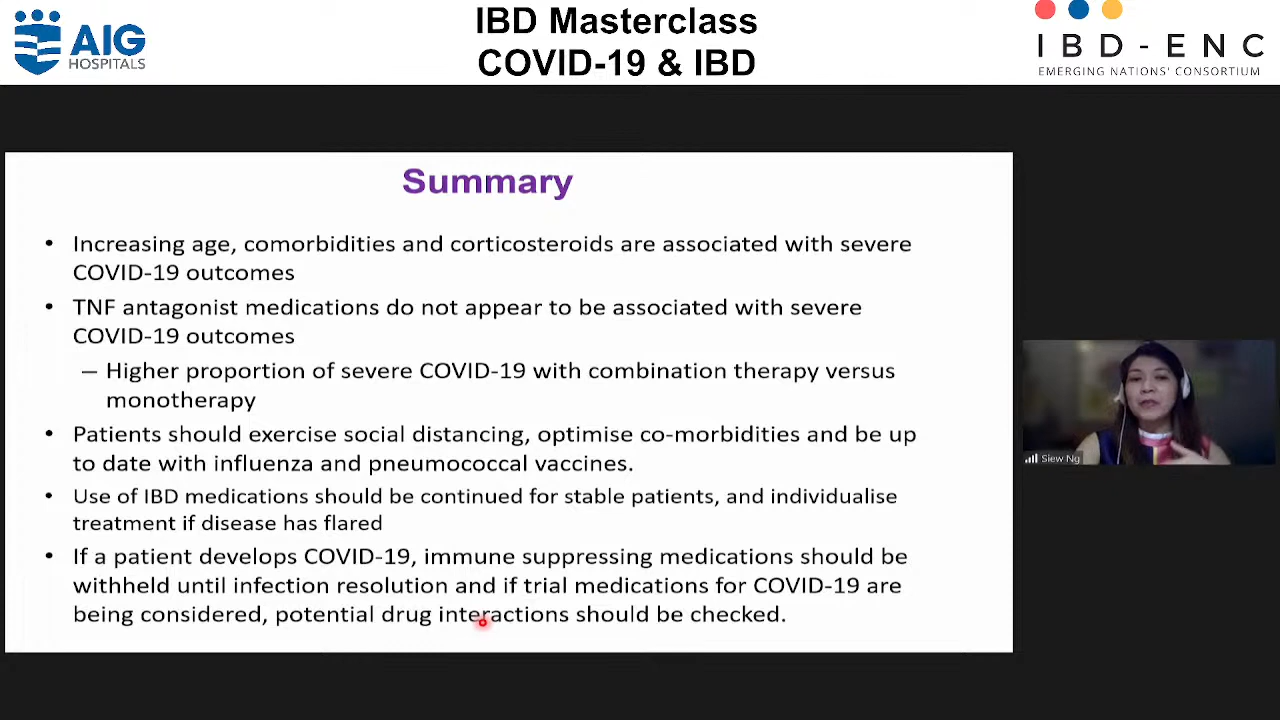 AIG
HOSPITALS
IBD Masterclass
COVID-19 & IBD
IBD-ENC
EMERGING NATIONS' CONSORTIUM
Summary
• Increasing age, comorbidities and corticosteroids are associated with severe
COVID-19 outcomes
• TNF antagonist medications do not appear to be associated with severe
COVID-19 outcomes
– Higher proportion of severe COVID-19 with combination therapy versus
monotherapy
• Patients should exercise social distancing, optimise co-morbidities and be up
to date with influenza and pneumococcal vaccines.
• Use of IBD medications should be continued for stable patients, and individualise
treatment if disease has flared
• If a patient develops COVID-19, immune suppressing medications should be
withheld until infection resolution and if trial medications for COVID-19 are
being considered, potential drug interactions should be checked.
Siew Ng